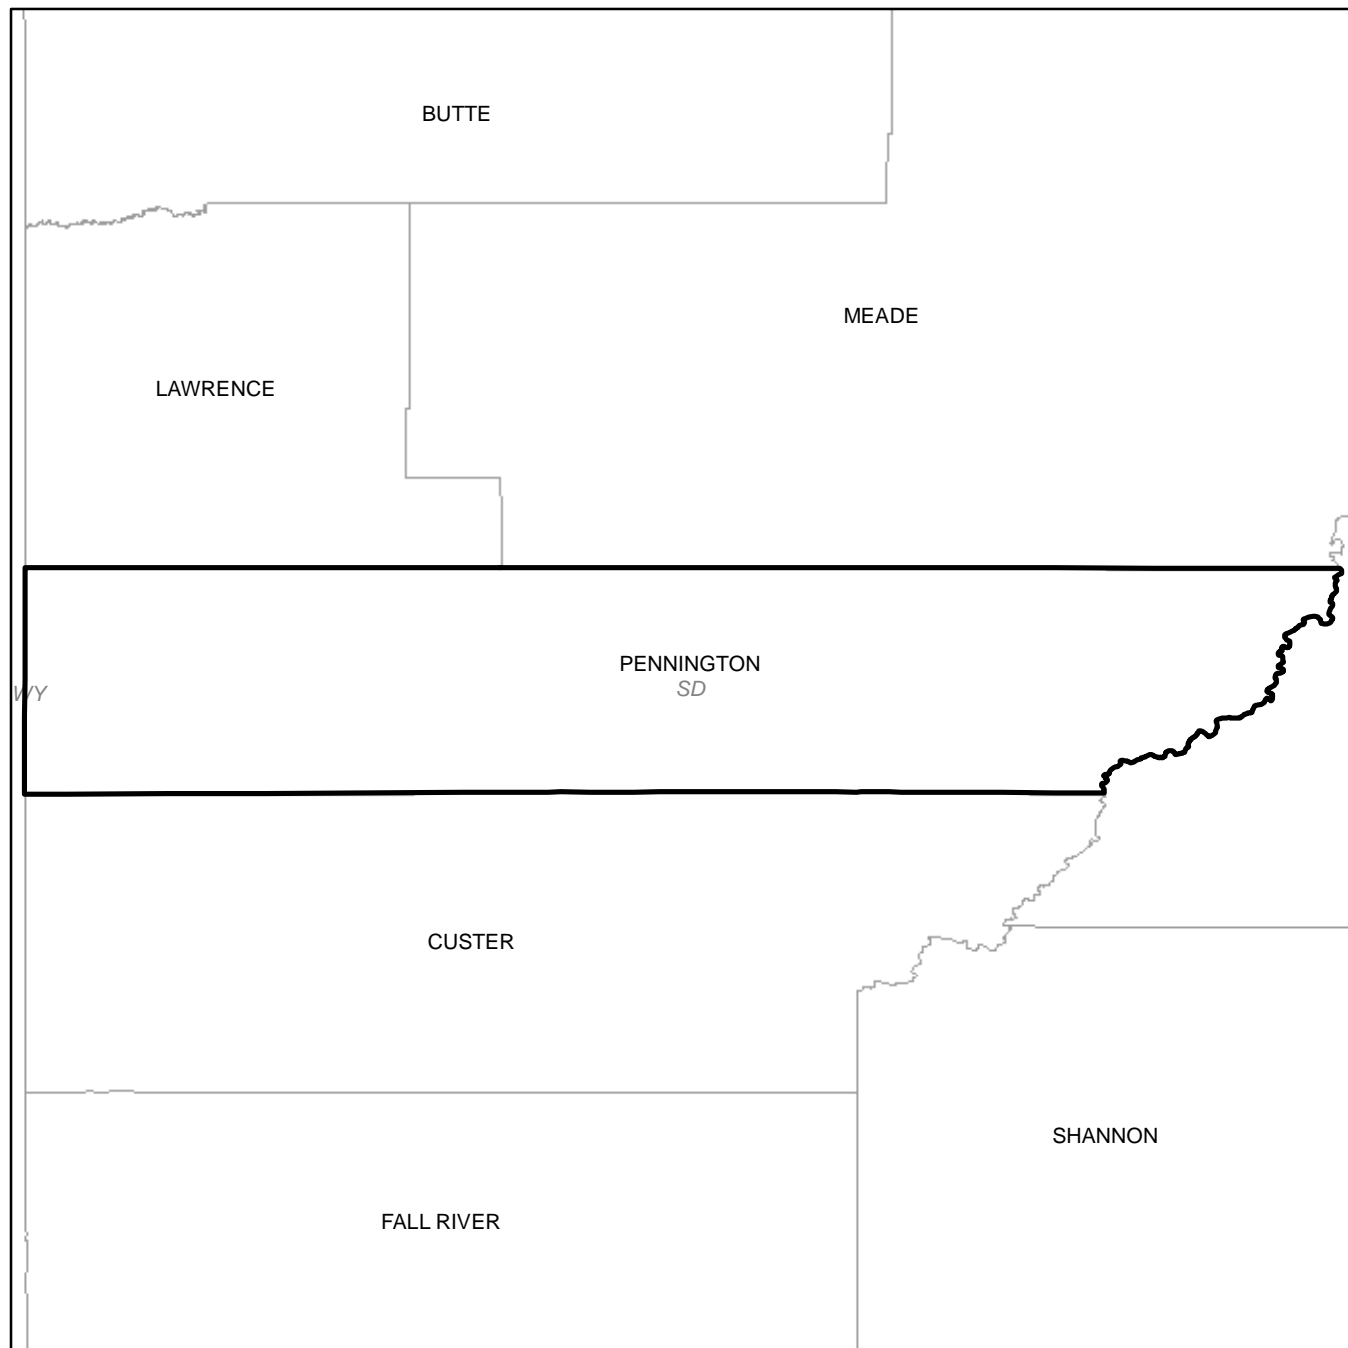 BUTTE
MEADE
LAWRENCE
PENNINGTON
SD
WY
CUSTER
SHANNON
FALL RIVER